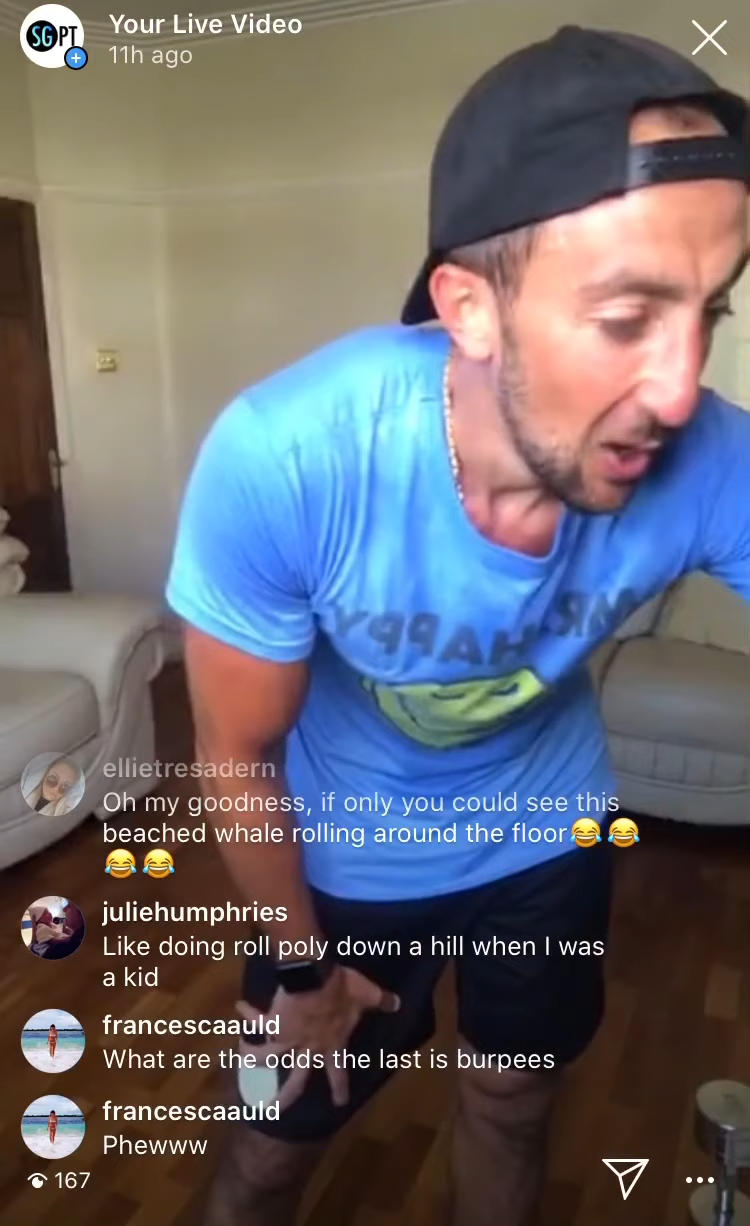 SGPT
Your Live Video
11h ago
MR HAPPY
ellietresadern
Oh my goodness, if only you could see this
beached whale rolling around the floor😂😂
😂😂
juliehumphries
Like doing roll poly down a hill when I was
a kid
francescaauld
What are the odds the last is burpees
francescaauld
Phewww
167